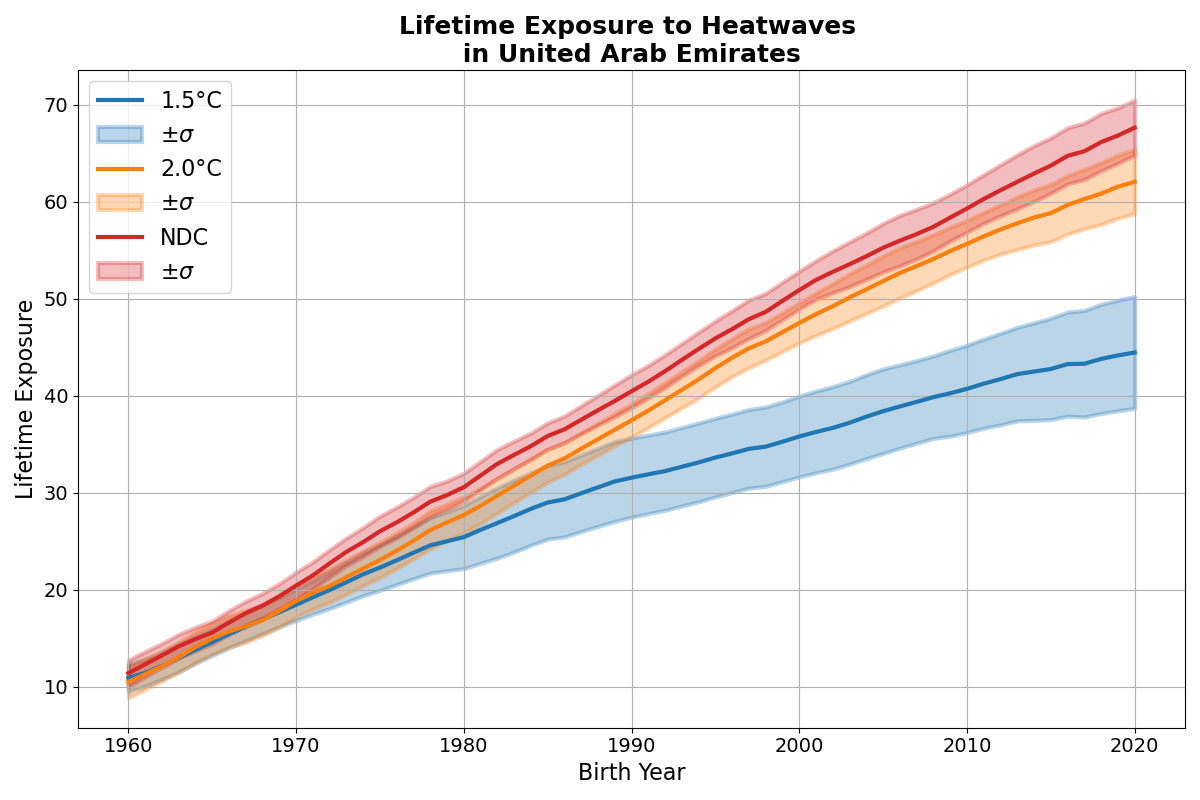 Lifetime Exposure to Heatwaves
in United Arab Emirates
1.5°C
±σ
2.0°C
±σ
NDC
±σ
Lifetime Exposure
70
60
50
40
30
20
10
1960 1970 1980 1990 2000 2010 2020
Birth Year